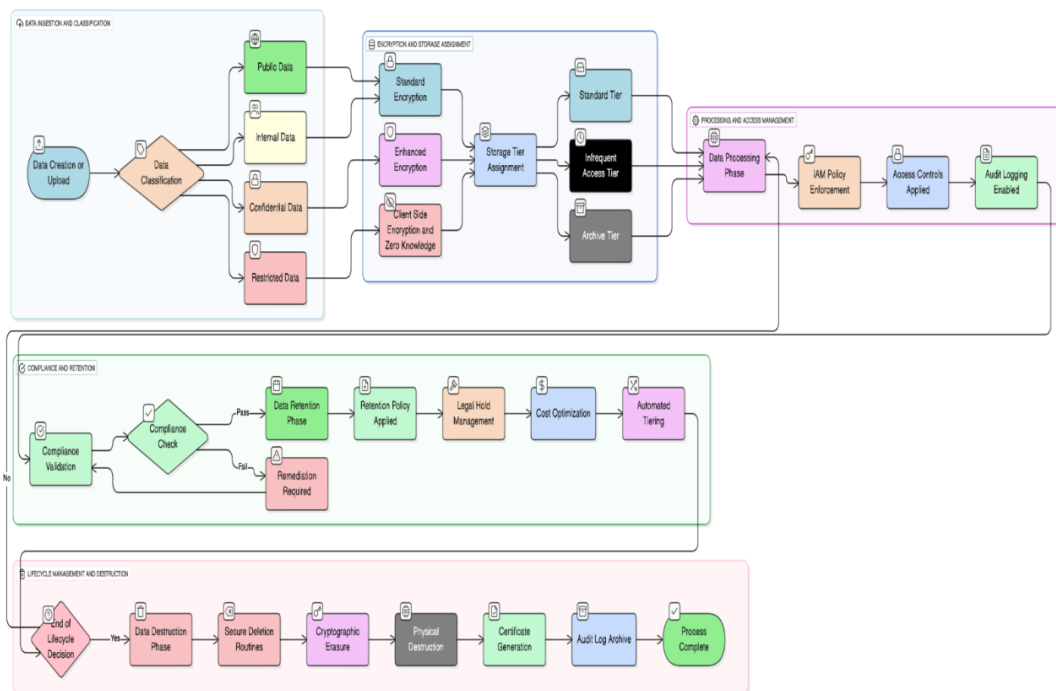 DATA INGESTION AND CLASSIFICATION
Data Creation or
Upload
Data
Classification
Public Data
Internal Data
Confidential Data
Restricted Data
ENCRYPTION AND STORAGE ASSIGNMENT
Standard
Encryption
Enhanced
Encryption
Client Side
Encryption and
Zero Knowledge
Storage Tier
Assignment
Standard Tier
Infrequent
Access Tier
Archive Tier
PROCESSING AND ACCESS MANAGEMENT
Data Processing
Phase
IAM Policy
Enforcement
Access Controls
Applied
Audit Logging
Enabled
COMPLIANCE AND RETENTION
Compliance
Validation
Compliance
Check
Pass
Fail
Data Retention
Phase
Remediation
Required
Retention Policy
Applied
Legal Hold
Management
$
Cost Optimization
Automated
Tiering
No
LIFECYCLE MANAGEMENT AND DESTRUCTION
End of
Lifecycle
Decision
Yes
Data Destruction
Phase
Secure Deletion
Routines
Cryptographic
Erasure
Physical
Destruction
Certificate
Generation
Audit Log Archive
Process
Complete